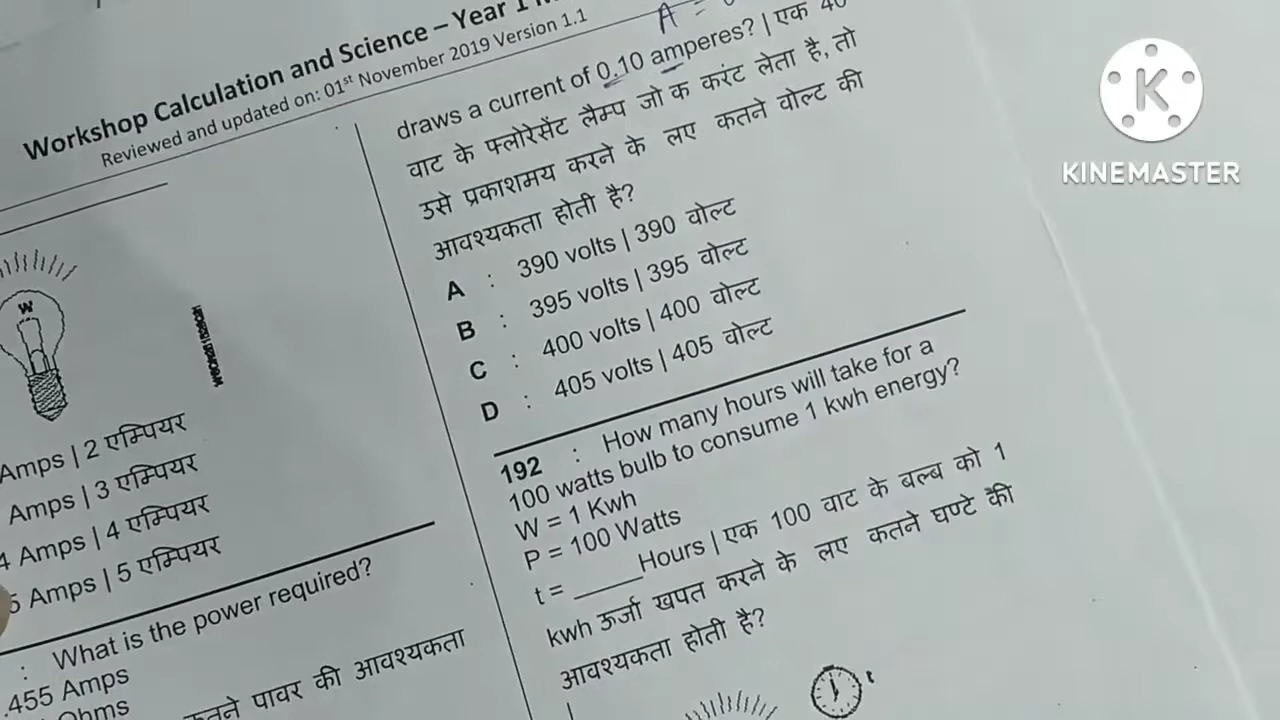 Workshop Calculation and Science – Year 1
Reviewed and updated on: 01st November 2019 Version 1.1
W
Amps | 2 एम्पियर
Amps | 3 एम्पियर
4 Amps | 4 एम्पियर
5 Amps | 5 एम्पियर
: What is the power required?
.455 Amps
Ohms
पावर की आवश्यकता
A =
draws a current of 0.10 amperes? | एक 40
वाट के फ्लोरेसेंट लैम्प जो क करंट लेता है, तो
उसे प्रकाशमय करने के लए कतने वोल्ट की
आवश्यकता होती है?
A : 390 volts | 390 वोल्ट
B : 395 volts | 395 वोल्ट
C : 400 volts | 400 वोल्ट
D : 405 volts | 405 वोल्ट
192 : How many hours will take for a
100 watts bulb to consume 1 kwh energy?
W = 1 Kwh
P = 100 Watts
t = _____Hours | एक 100 वाट के बल्ब को 1
kwh ऊर्जा खपत करने के लए कतने घण्टे की
आवश्यकता होती है?
t
K
KINEMASTER